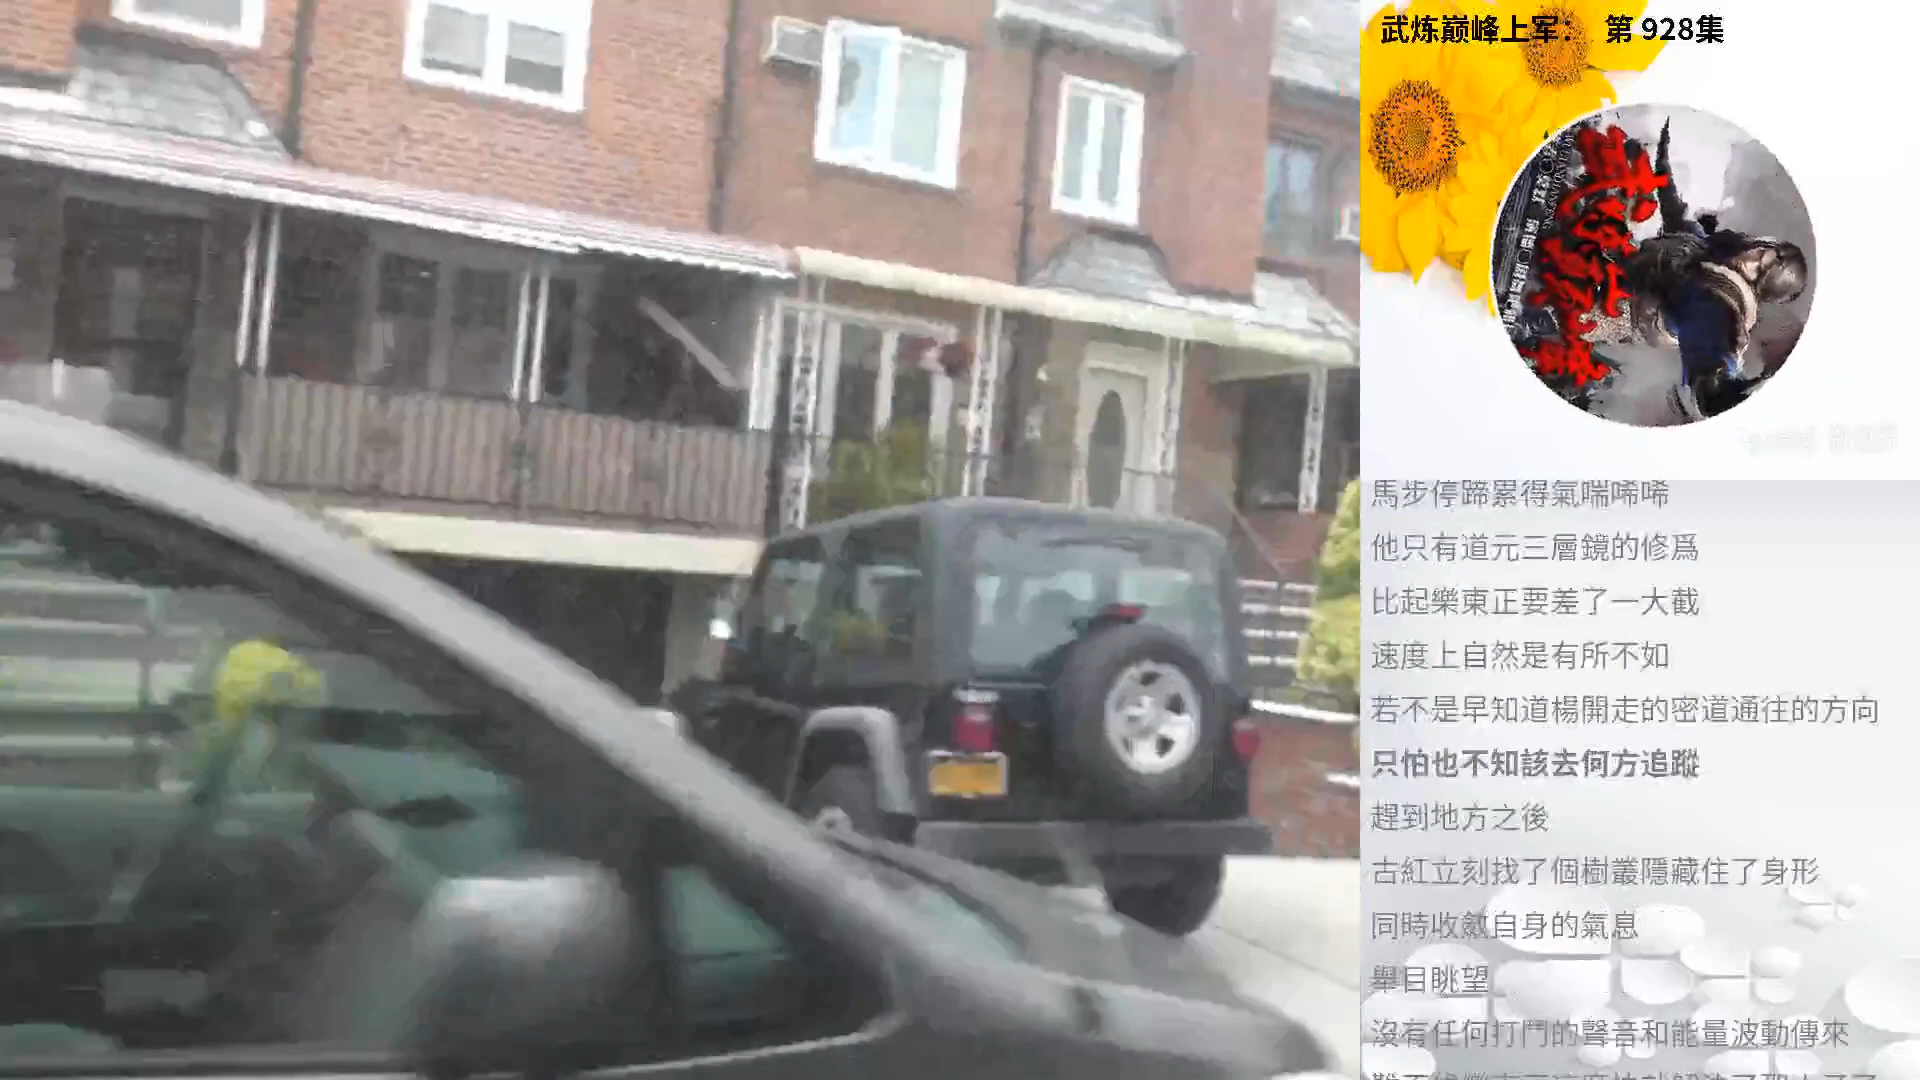 武炼巅峰上军： 第 928集
馬步停蹄累得氣喘唏唏
他只有道元三層鏡的修爲
比起樂東正要差了一大截
速度上自然是有所不如
若不是早知道楊開走的密道通往的方向
只怕也不知該去何方追蹤
趕到地方之後
古紅立刻找了個樹叢隱藏住了身形
同時收斂自身的氣息
舉目眺望
沒有任何打鬥的聲音和能量波動傳來